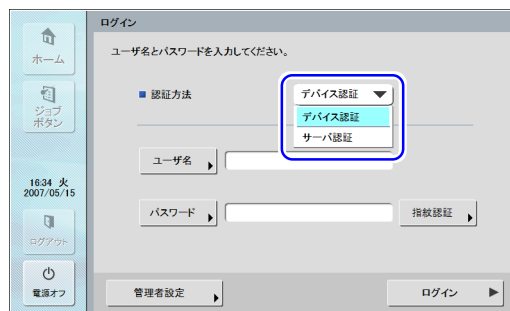 ログイン
ホーム
ユーザ名とパスワードを入力してください。
ジョブ
ボタン
認証方法
デバイス認証
デバイス認証
サーバ認証
ユーザ名
16:34 火
2007/05/15
パスワード
指紋認証
ログアウト
電源オフ
管理者設定
ログイン